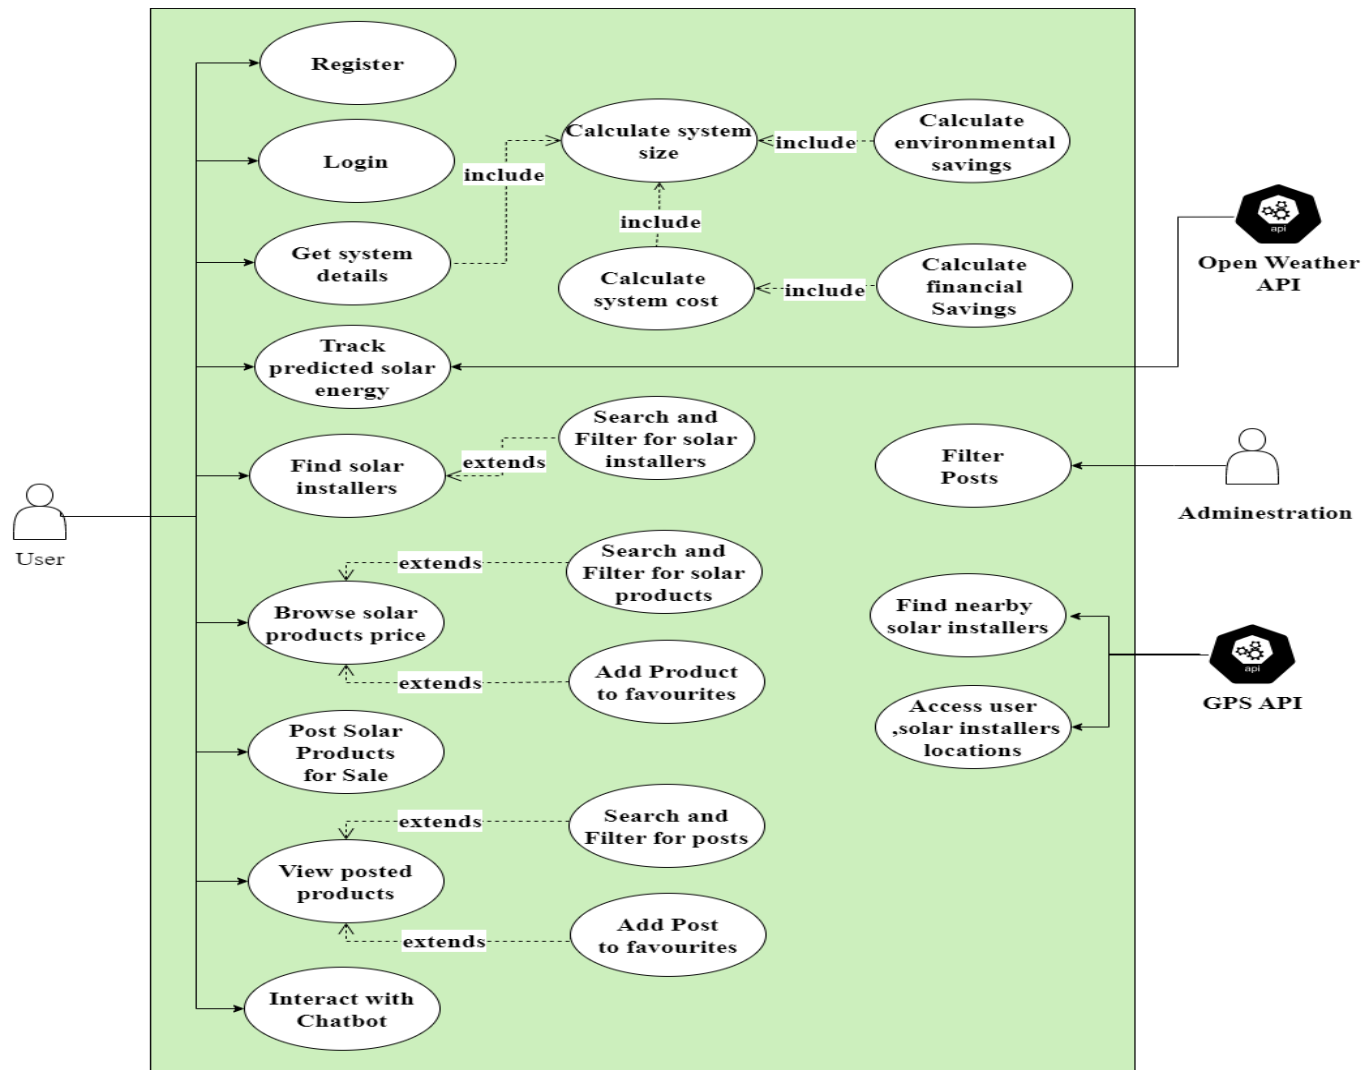 Register
Login
Get system
details
Track
predicted solar
energy
Find solar
installers
Browse solar
products price
Post Solar
Products
for Sale
View posted
products
Interact with
Chatbot
User
include
Calculate system
size
include
Calculate
environmental
savings
include
Calculate
system cost
include
Calculate
financial
Savings
extends
Search and
Filter for solar
installers
extends
Search and
Filter for solar
products
extends
Add Product
to favourites
extends
Search and
Filter for posts
extends
Add Post
to favourites
Filter
Posts
Find nearby
solar installers
Access user
,solar installers
locations
api
Open Weather
API
Adminestration
api
GPS API